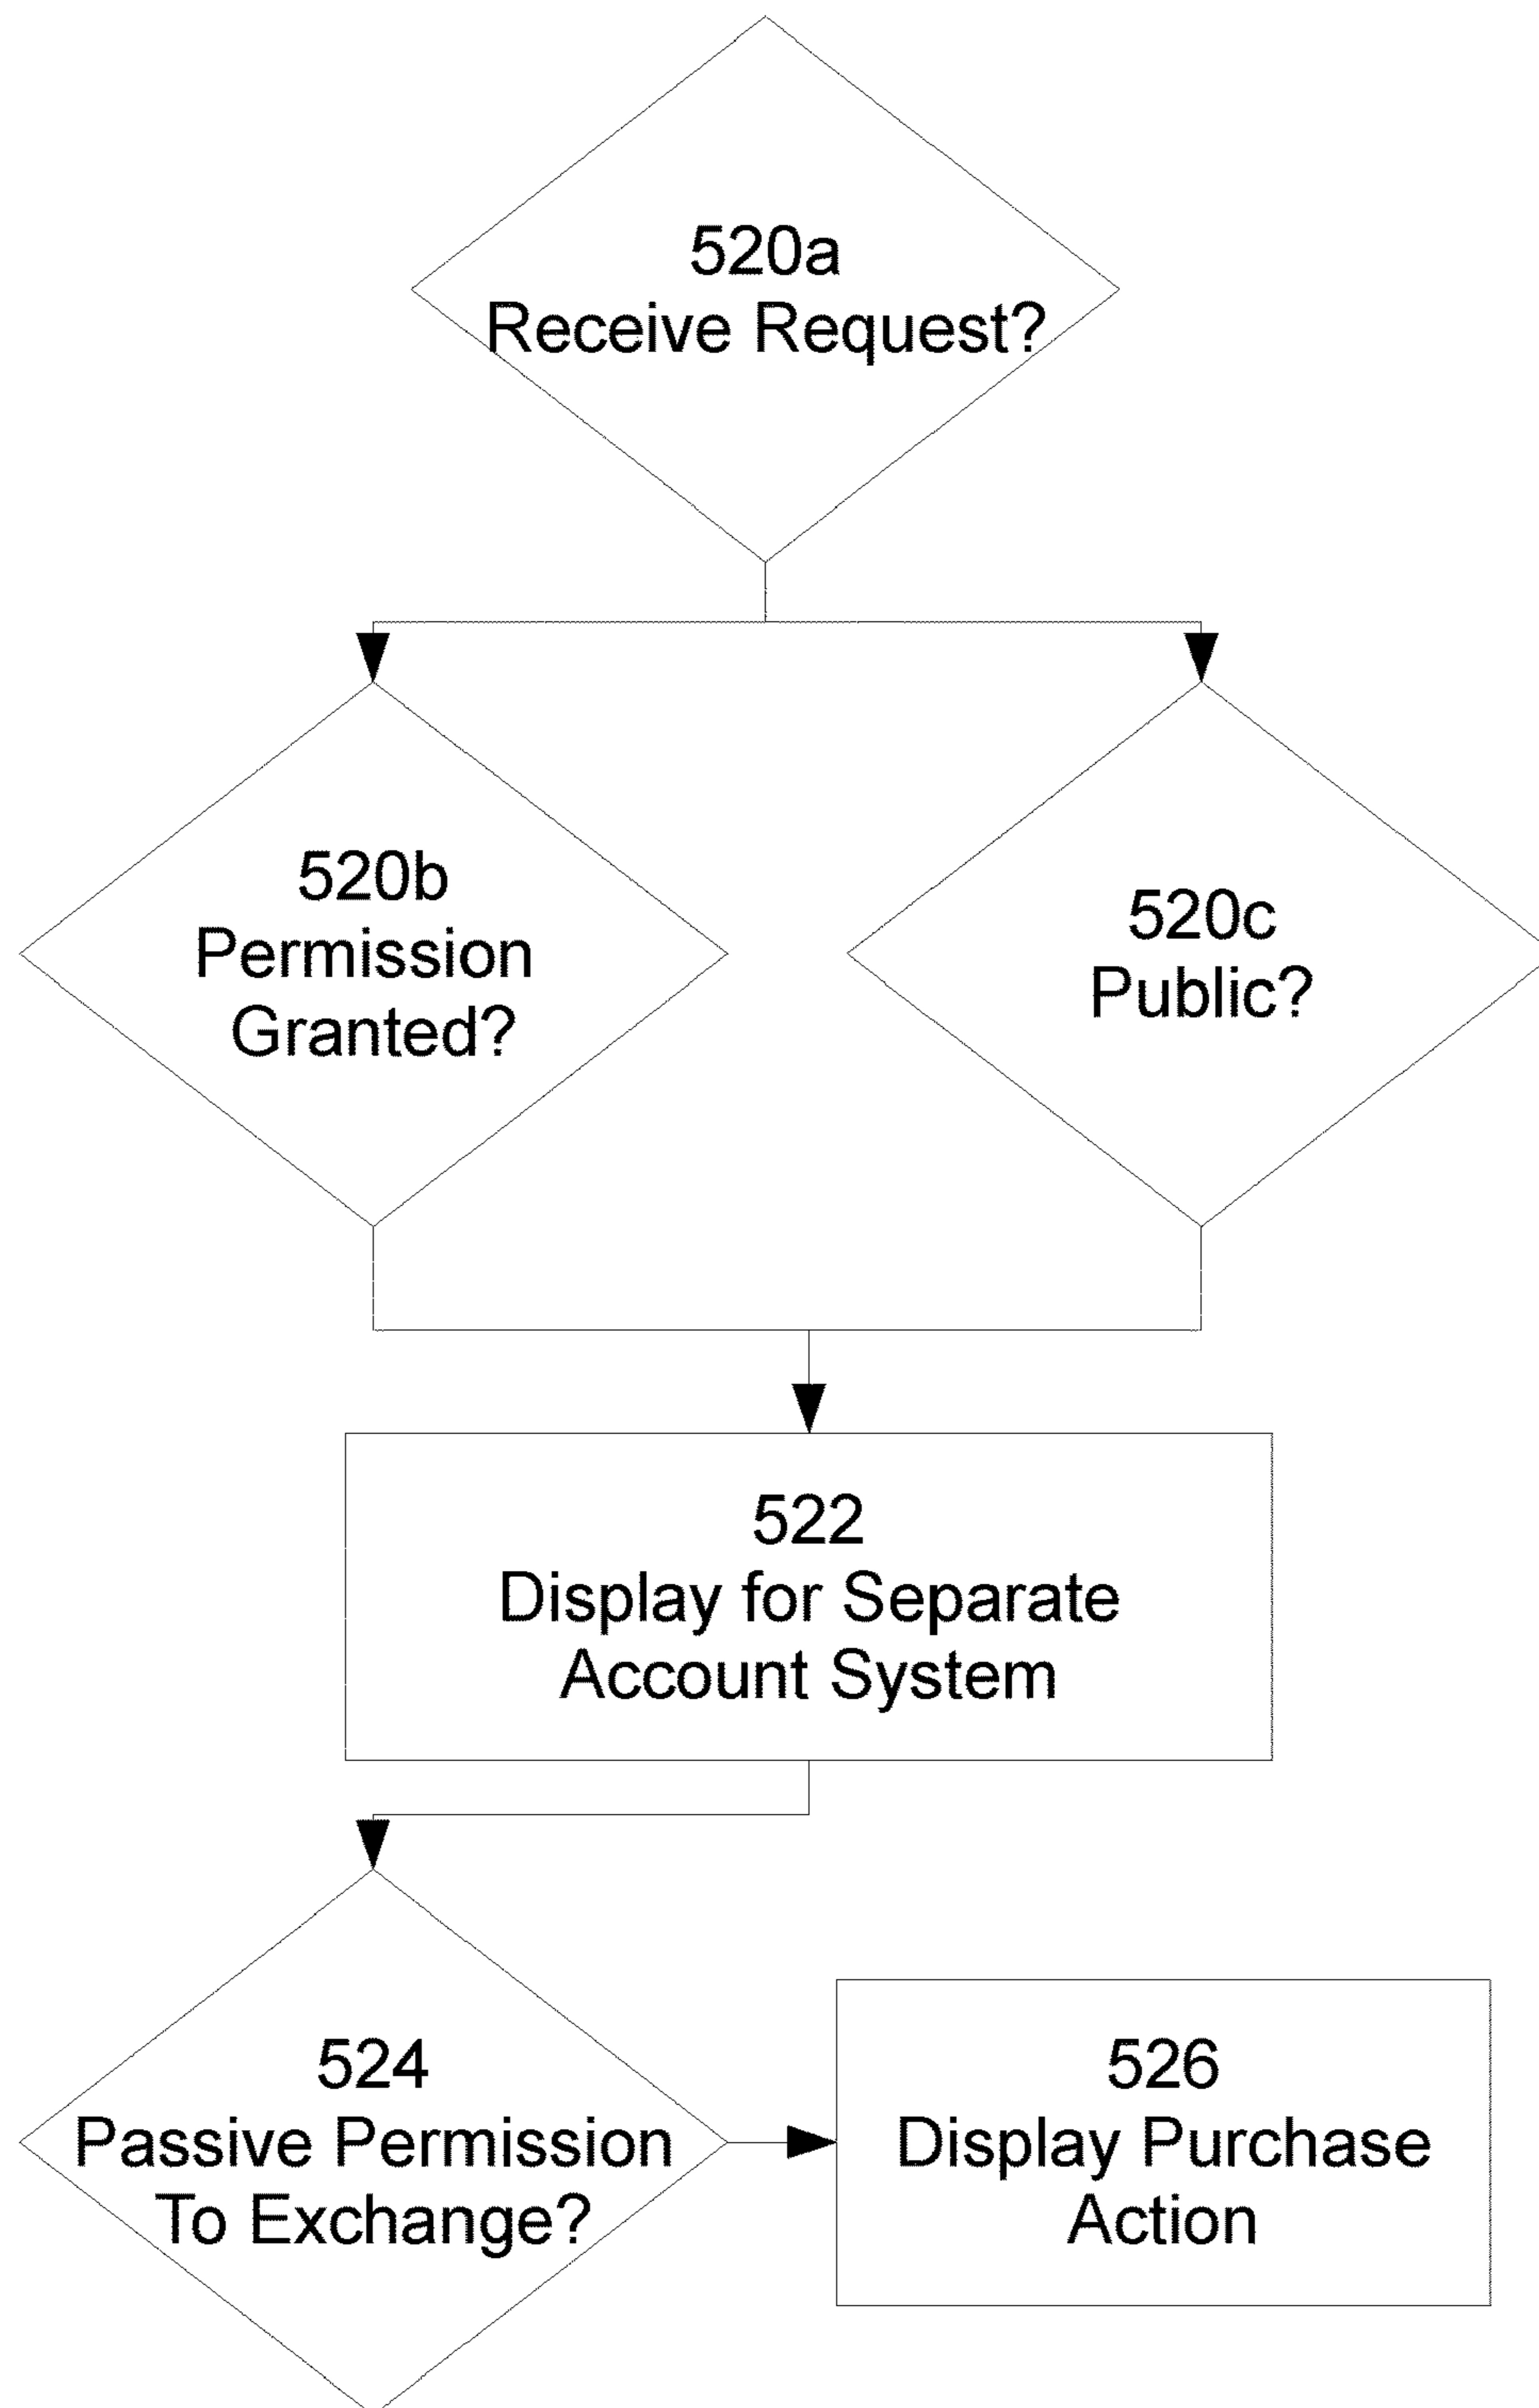 520a
Receive Request?
520b
Permission
Granted?
520c
Public?
522
Display for Separate
Account System
524
Passive Permission
To Exchange?
526
Display Purchase
Action